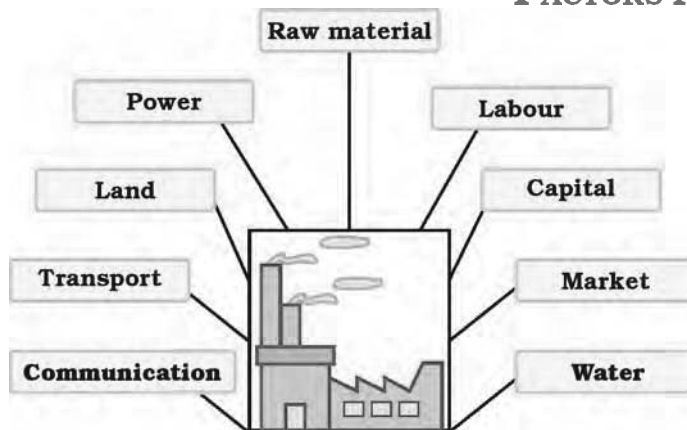 Raw material
Power
Labour
Land
Capital
Transport
Market
Communication
Water